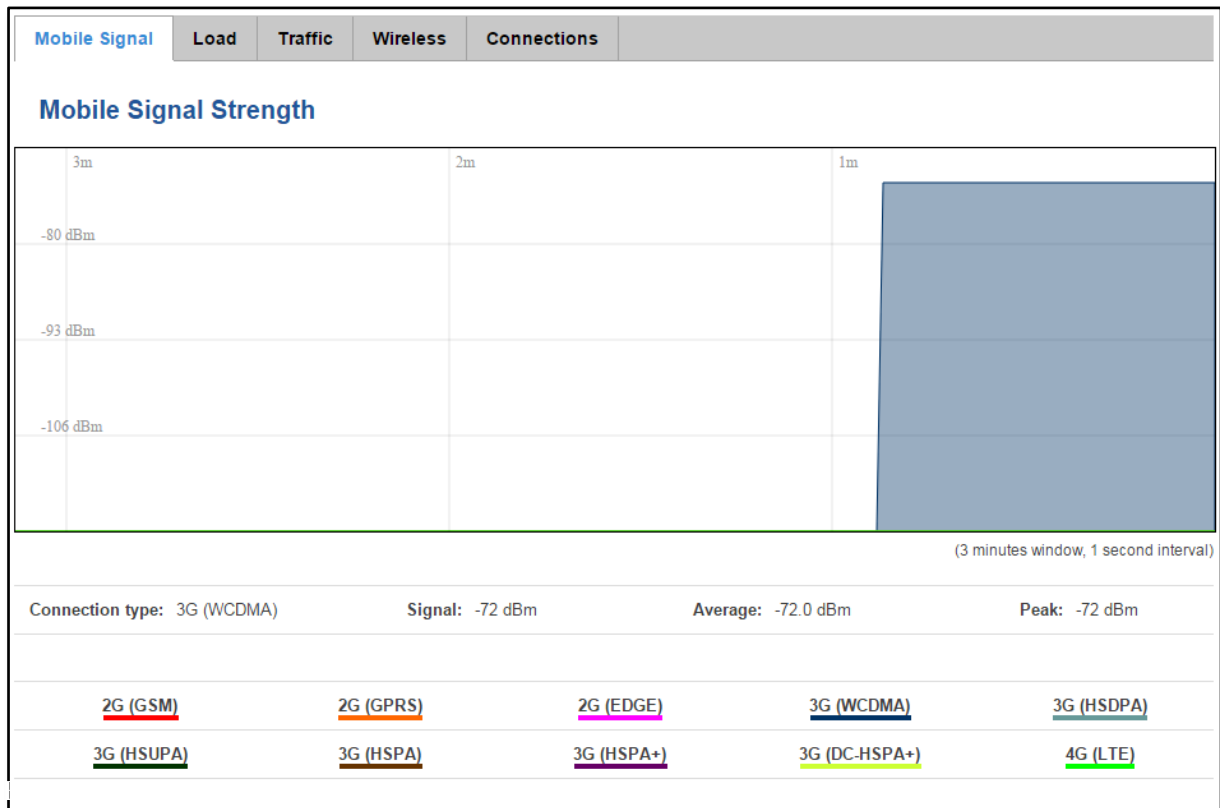 Mobile Signal Load Traffic Wireless Connections
Mobile Signal Strength
3m 2m 1m
-80 dBm
-93 dBm
-106 dBm
(3 minutes window, 1 second interval)
Connection type: 3G (WCDMA) Signal: -72 dBm Average: -72.0 dBm Peak: -72 dBm
2G (GSM) 2G (GPRS) 2G (EDGE) 3G (WCDMA) 3G (HSDPA)
3G (HSUPA) 3G (HSPA) 3G (HSPA+) 3G (DC-HSPA+) 4G (LTE)